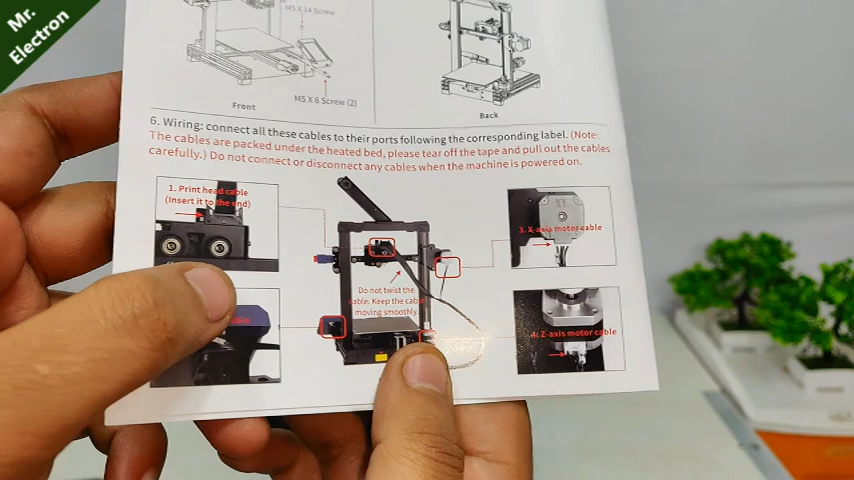 Mr.
Electron
M5 X 14 Screw
M5 X 6 Screw (2)
Front
Back
6. Wiring: connect all these cables to their ports following the corresponding label. (Note:
The cables are packed under the heated bed, please tear off the tape and pull out the cables
carefully.) Do not connect or disconnect any cables when the machine is powered on.
1. Print head cable
(Insert it to the end)
3. X-axis motor cable
Do not twist the
cable. Keep the cable
moving smoothly.
4. Z-axis motor cable